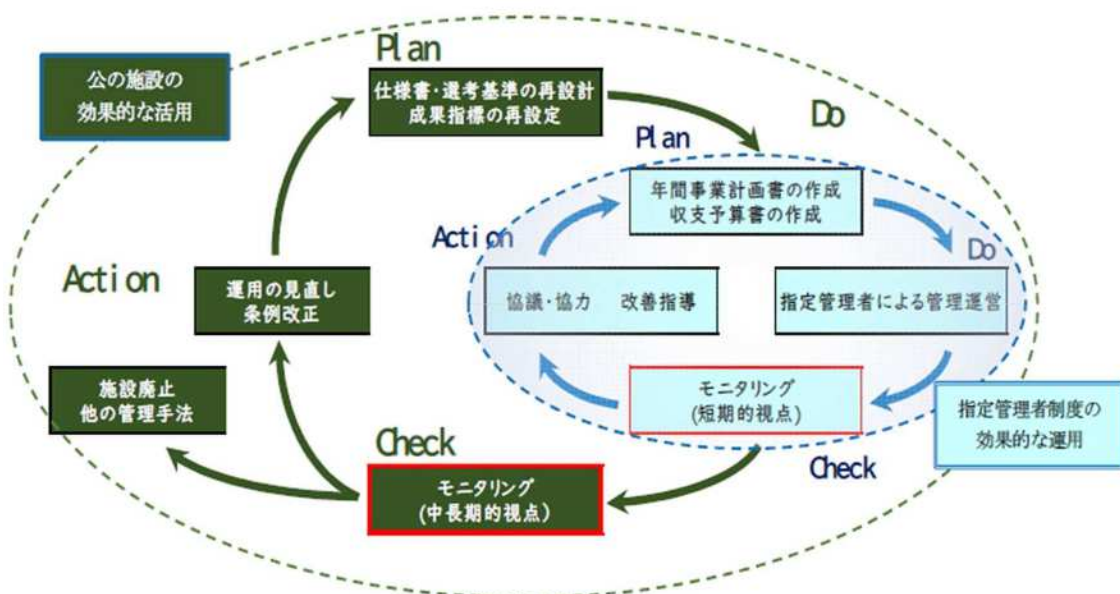 Plan
公の施設の
効果的な活用
仕様書・選考基準の再設計
成果指標の再設定
Do
Plan
年間事業計画書の作成
収支予算書の作成
Action
Do
Action
運用の見直し
条例改正
協議・協力 改善指導
指定管理者による管理運営
施設廃止
他の管理手法
モニタリング
(短期的視点)
指定管理者制度の
効果的な運用
Check
Check
モニタリング
(中長期的視点)